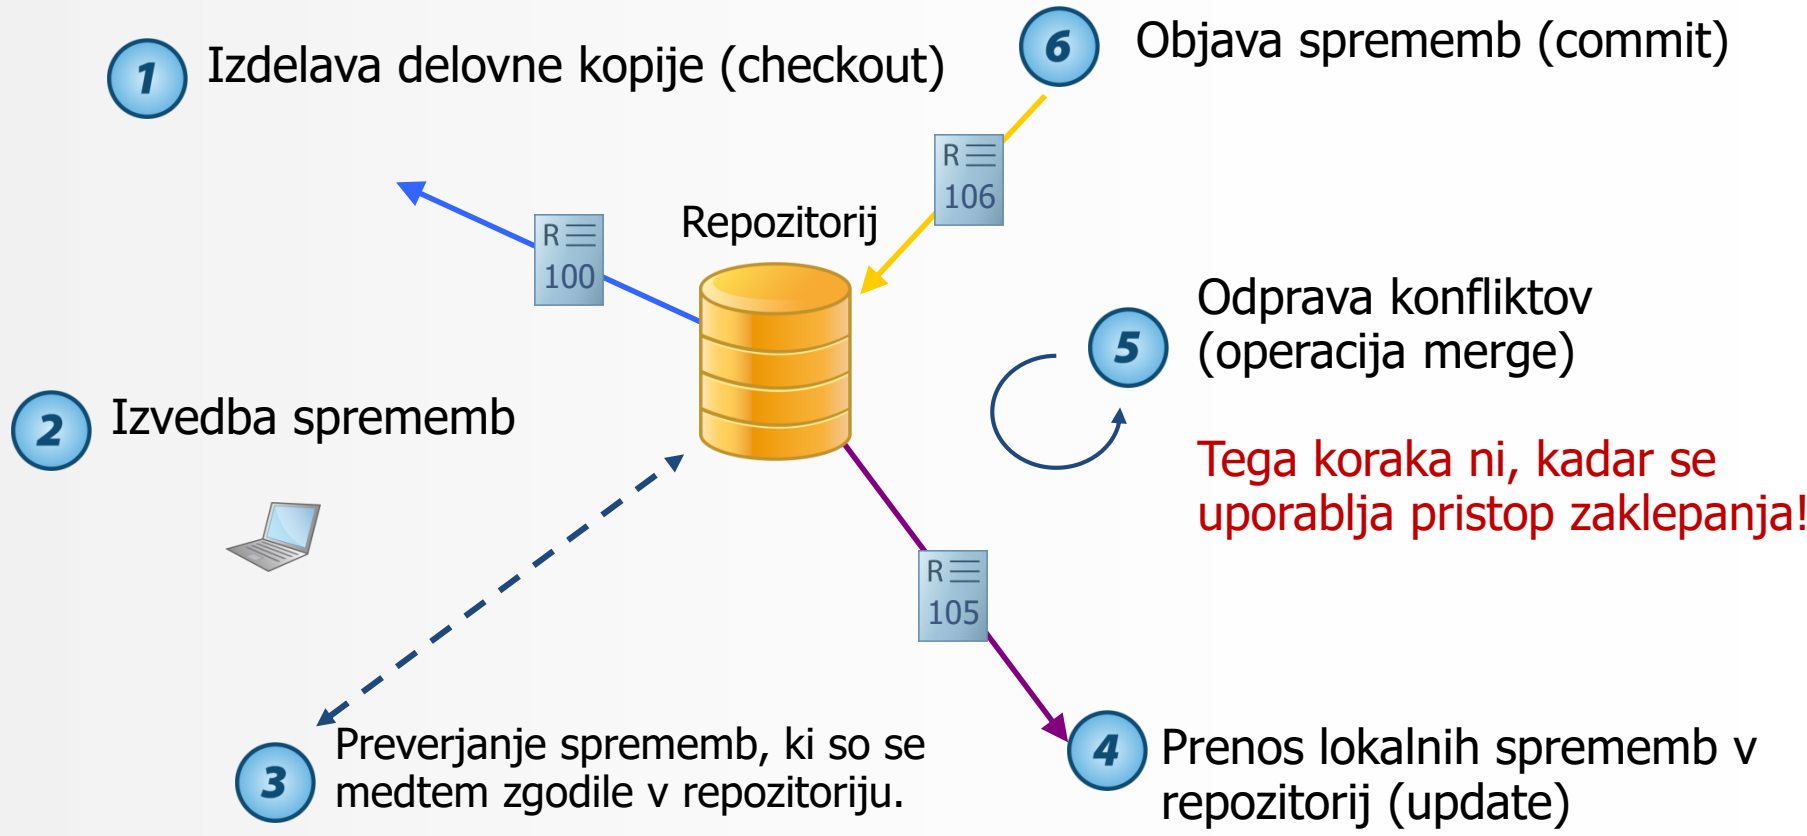 1 Izdelava delovne kopije (checkout)
6 Objava sprememb (commit)
R
106
Repozitorij
R
100
5 Odprava konfliktov
(operacija merge)
Tega koraka ni, kadar se
uporablja pristop zaklepanja!
2 Izvedba sprememb
R
105
3 Preverjanje sprememb, ki so se
medtem zgodile v repozitoriju.
4 Prenos lokalnih sprememb v
repozitorij (update)